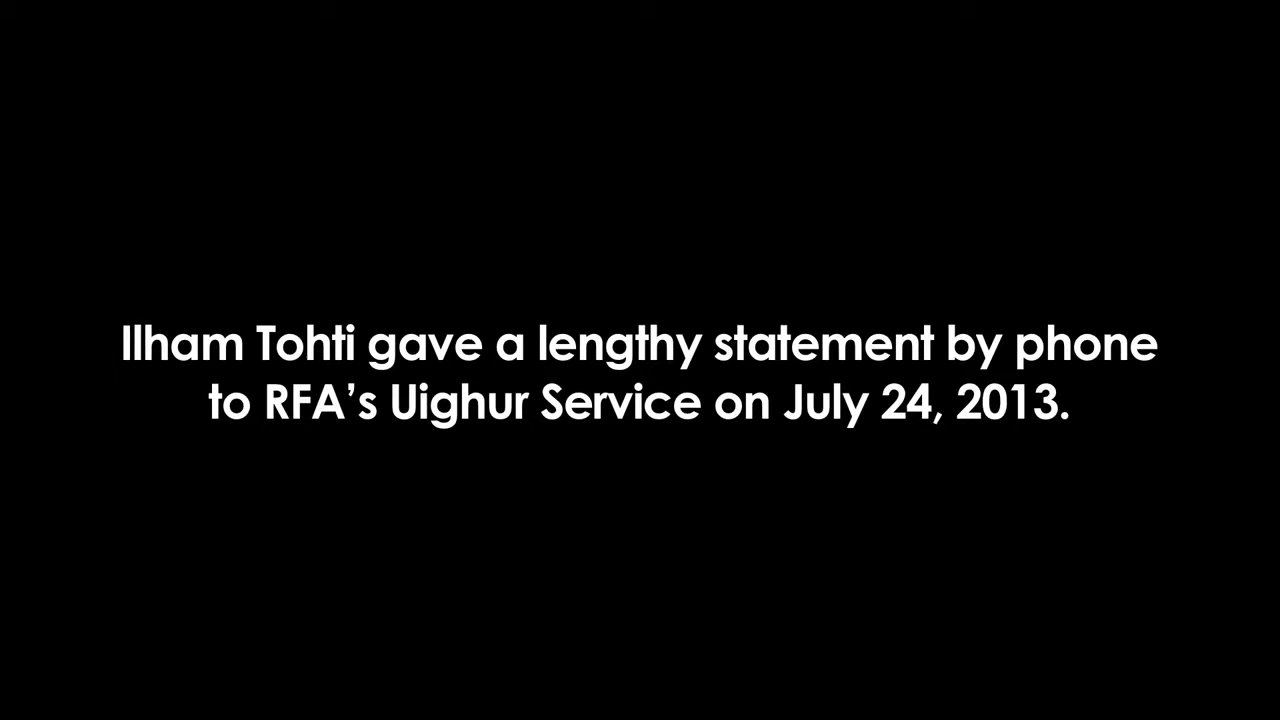 Ilham Tohti gave a lengthy statement by phone
to RFA’s Uighur Service on July 24, 2013.